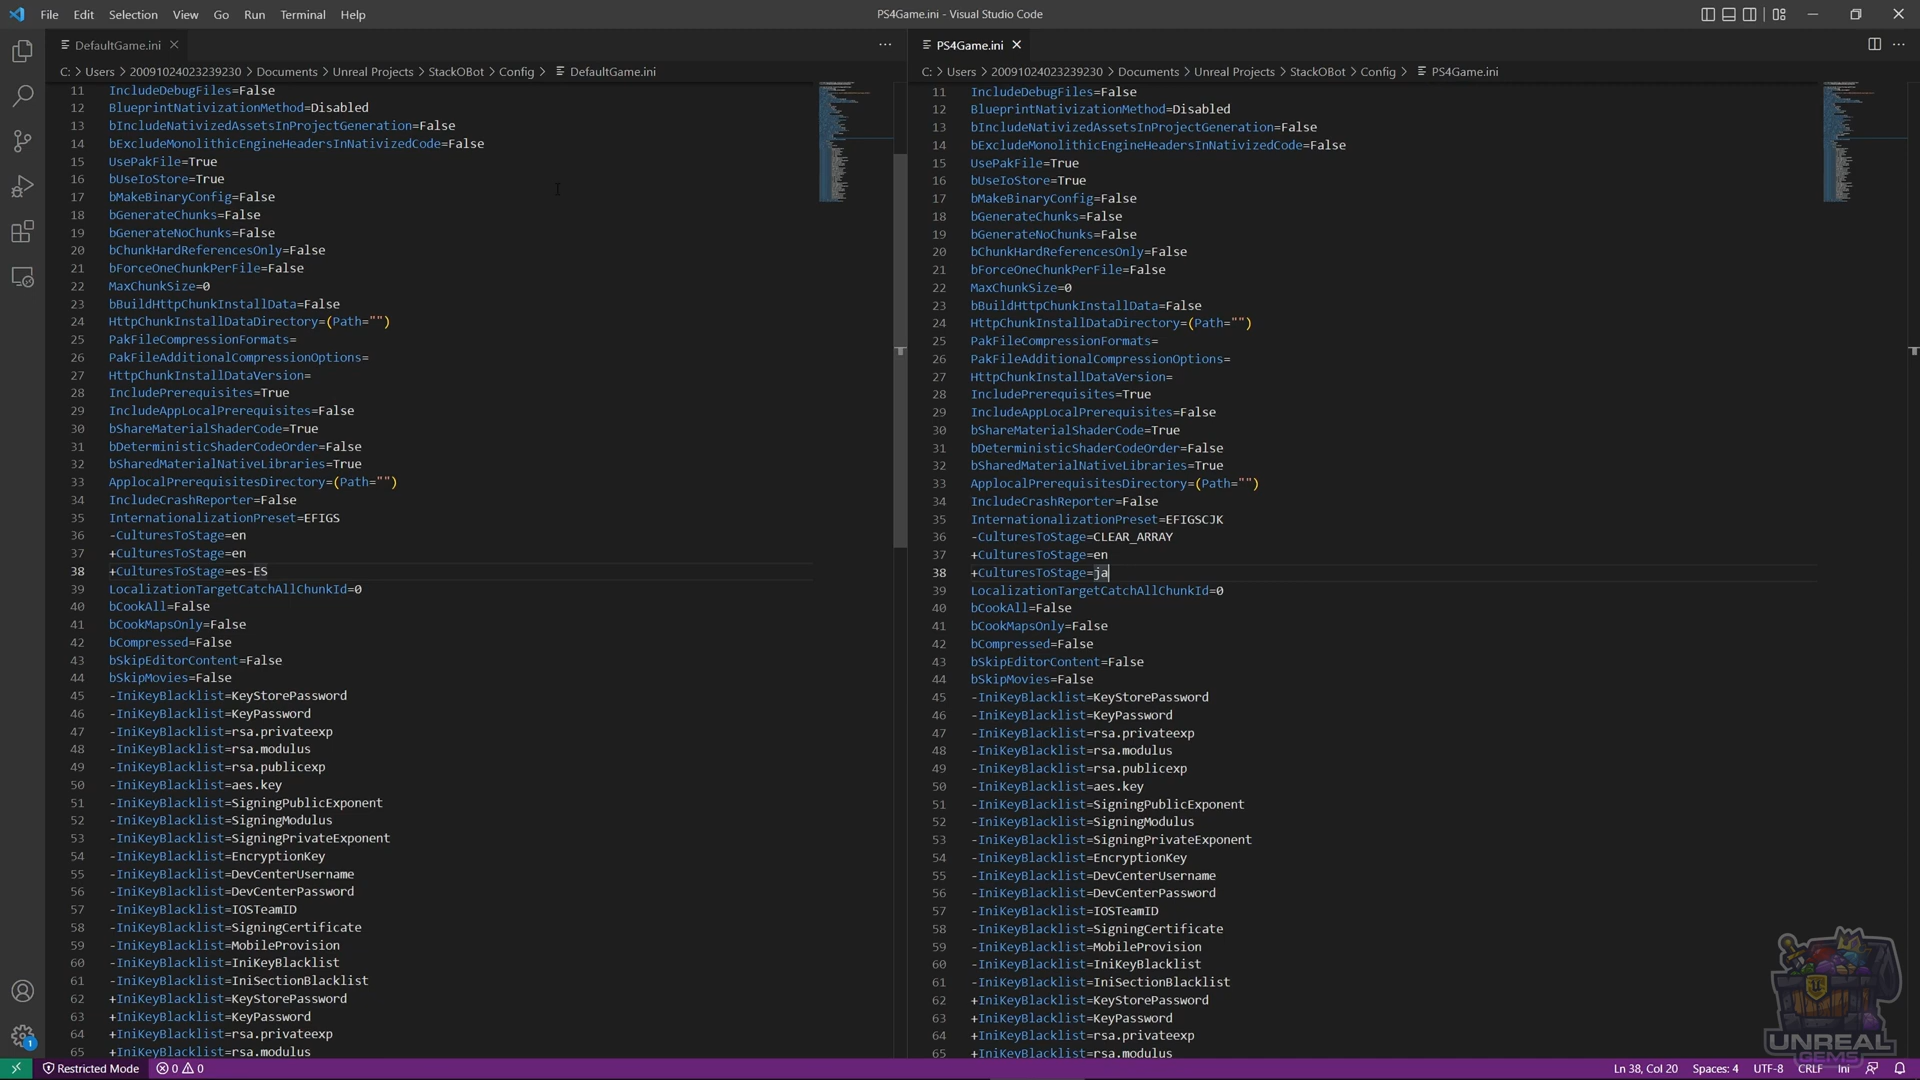 File Edit Selection View Go Run Terminal Help
PS4Game.ini - Visual Studio Code
DefaultGame.ini
C: > Users > 20091024023239230 > Documents > Unreal Projects > StackOBot > Config > DefaultGame.ini
11 IncludeDebugFiles=False
12 BlueprintNativizationMethod=Disabled
13 bIncludeNativizedAssetsInProjectGeneration=False
14 bExcludeMonolithicEngineHeadersInNativizedCode=False
15 UsePakFile=True
16 bUseIoStore=True
17 bMakeBinaryConfig=False
18 bGenerateChunks=False
19 bGenerateNoChunks=False
20 bChunkHardReferencesOnly=False
21 bForceOneChunkPerFile=False
22 MaxChunkSize=0
23 bBuildHttpChunkInstallData=False
24 HttpChunkInstallDataDirectory=(Path="")
25 PakFileCompressionFormats=
26 PakFileAdditionalCompressionOptions=
27 HttpChunkInstallDataVersion=
28 IncludePrerequisites=True
29 IncludeAppLocalPrerequisites=False
30 bShareMaterialShaderCode=True
31 bDeterministicShaderCodeOrder=False
32 bSharedMaterialNativeLibraries=True
33 ApplocalPrerequisitesDirectory=(Path="")
34 IncludeCrashReporter=False
35 InternationalizationPreset=EFIGS
36 -CulturesToStage=en
37 +CulturesToStage=en
38 +CulturesToStage=es-ES
39 LocalizationTargetCatchAllChunkId=0
40 bCookAll=False
41 bCookMapsOnly=False
42 bCompressed=False
43 bSkipEditorContent=False
44 bSkipMovies=False
45 -IniKeyBlacklist=KeyStorePassword
46 -IniKeyBlacklist=KeyPassword
47 -IniKeyBlacklist=rsa.privateexp
48 -IniKeyBlacklist=rsa.modulus
49 -IniKeyBlacklist=rsa.publicexp
50 -IniKeyBlacklist=aes.key
51 -IniKeyBlacklist=SigningPublicExponent
52 -IniKeyBlacklist=SigningModulus
53 -IniKeyBlacklist=SigningPrivateExponent
54 -IniKeyBlacklist=EncryptionKey
55 -IniKeyBlacklist=DevCenterUsername
56 -IniKeyBlacklist=DevCenterPassword
57 -IniKeyBlacklist=IOSTeamID
58 -IniKeyBlacklist=SigningCertificate
59 -IniKeyBlacklist=MobileProvision
60 -IniKeyBlacklist=IniKeyBlacklist
61 -IniKeyBlacklist=IniSectionBlacklist
62 +IniKeyBlacklist=KeyStorePassword
63 +IniKeyBlacklist=KeyPassword
64 +IniKeyBlacklist=rsa.privateexp
65 +IniKeyBlacklist=rsa.modulus
PS4Game.ini
C: > Users > 20091024023239230 > Documents > Unreal Projects > StackOBot > Config > PS4Game.ini
11 IncludeDebugFiles=False
12 BlueprintNativizationMethod=Disabled
13 bIncludeNativizedAssetsInProjectGeneration=False
14 bExcludeMonolithicEngineHeadersInNativizedCode=False
15 UsePakFile=True
16 bUseIoStore=True
17 bMakeBinaryConfig=False
18 bGenerateChunks=False
19 bGenerateNoChunks=False
20 bChunkHardReferencesOnly=False
21 bForceOneChunkPerFile=False
22 MaxChunkSize=0
23 bBuildHttpChunkInstallData=False
24 HttpChunkInstallDataDirectory=(Path="")
25 PakFileCompressionFormats=
26 PakFileAdditionalCompressionOptions=
27 HttpChunkInstallDataVersion=
28 IncludePrerequisites=True
29 IncludeAppLocalPrerequisites=False
30 bShareMaterialShaderCode=True
31 bDeterministicShaderCodeOrder=False
32 bSharedMaterialNativeLibraries=True
33 ApplocalPrerequisitesDirectory=(Path="")
34 IncludeCrashReporter=False
35 InternationalizationPreset=EFIGSCJK
36 -CulturesToStage=CLEAR_ARRAY
37 +CulturesToStage=en
38 +CulturesToStage=ja
39 LocalizationTargetCatchAllChunkId=0
40 bCookAll=False
41 bCookMapsOnly=False
42 bCompressed=False
43 bSkipEditorContent=False
44 bSkipMovies=False
45 -IniKeyBlacklist=KeyStorePassword
46 -IniKeyBlacklist=KeyPassword
47 -IniKeyBlacklist=rsa.privateexp
48 -IniKeyBlacklist=rsa.modulus
49 -IniKeyBlacklist=rsa.publicexp
50 -IniKeyBlacklist=aes.key
51 -IniKeyBlacklist=SigningPublicExponent
52 -IniKeyBlacklist=SigningModulus
53 -IniKeyBlacklist=SigningPrivateExponent
54 -IniKeyBlacklist=EncryptionKey
55 -IniKeyBlacklist=DevCenterUsername
56 -IniKeyBlacklist=DevCenterPassword
57 -IniKeyBlacklist=IOSTeamID
58 -IniKeyBlacklist=SigningCertificate
59 -IniKeyBlacklist=MobileProvision
60 -IniKeyBlacklist=IniKeyBlacklist
61 -IniKeyBlacklist=IniSectionBlacklist
62 +IniKeyBlacklist=KeyStorePassword
63 +IniKeyBlacklist=KeyPassword
64 +IniKeyBlacklist=rsa.privateexp
65 +IniKeyBlacklist=rsa.modulus
UNREAL
GEMS
1
Restricted Mode 0 0
Ln 38, Col 20 Spaces: 4 UTF-8 CRLF Ini